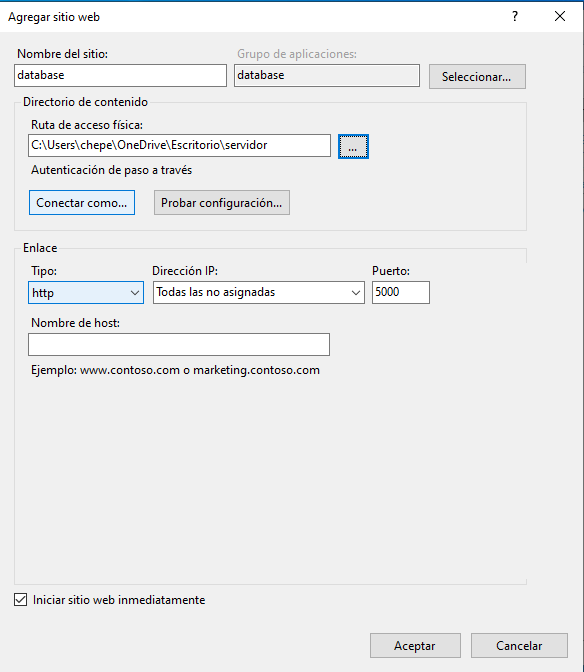 Agregar sitio web
?
Nombre del sitio:
Grupo de aplicaciones:
database
database
Seleccionar...
Directorio de contenido
Ruta de acceso física:
C:\Users\chepe\OneDrive\Escritorio\servidor
...
Autenticación de paso a través
Conectar como...
Probar configuración...
Enlace
Tipo:
Dirección IP:
Puerto:
http
Todas las no asignadas
5000
Nombre de host:
Ejemplo: www.contoso.com o marketing.contoso.com
Iniciar sitio web inmediatamente
Aceptar
Cancelar